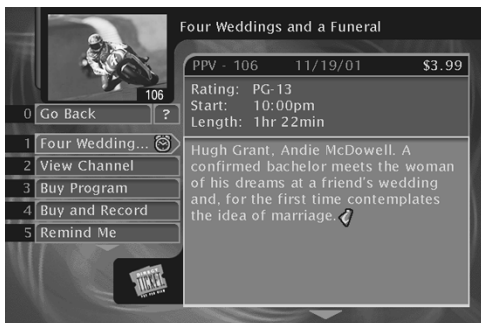 Four Weddings and a Funeral
106
PPV - 106 11/19/01 $3.99
Rating: PG-13
Start: 10:00pm
Length: 1hr 22min
0 Go Back ?
1 Four Wedding...
2 View Channel
3 Buy Program
4 Buy and Record
5 Remind Me
Hugh Grant, Andie McDowell. A
confirmed bachelor meets the woman
of his dreams at a friend's wedding
and, for the first time contemplates
the idea of marriage.
DIRECT
TICKET